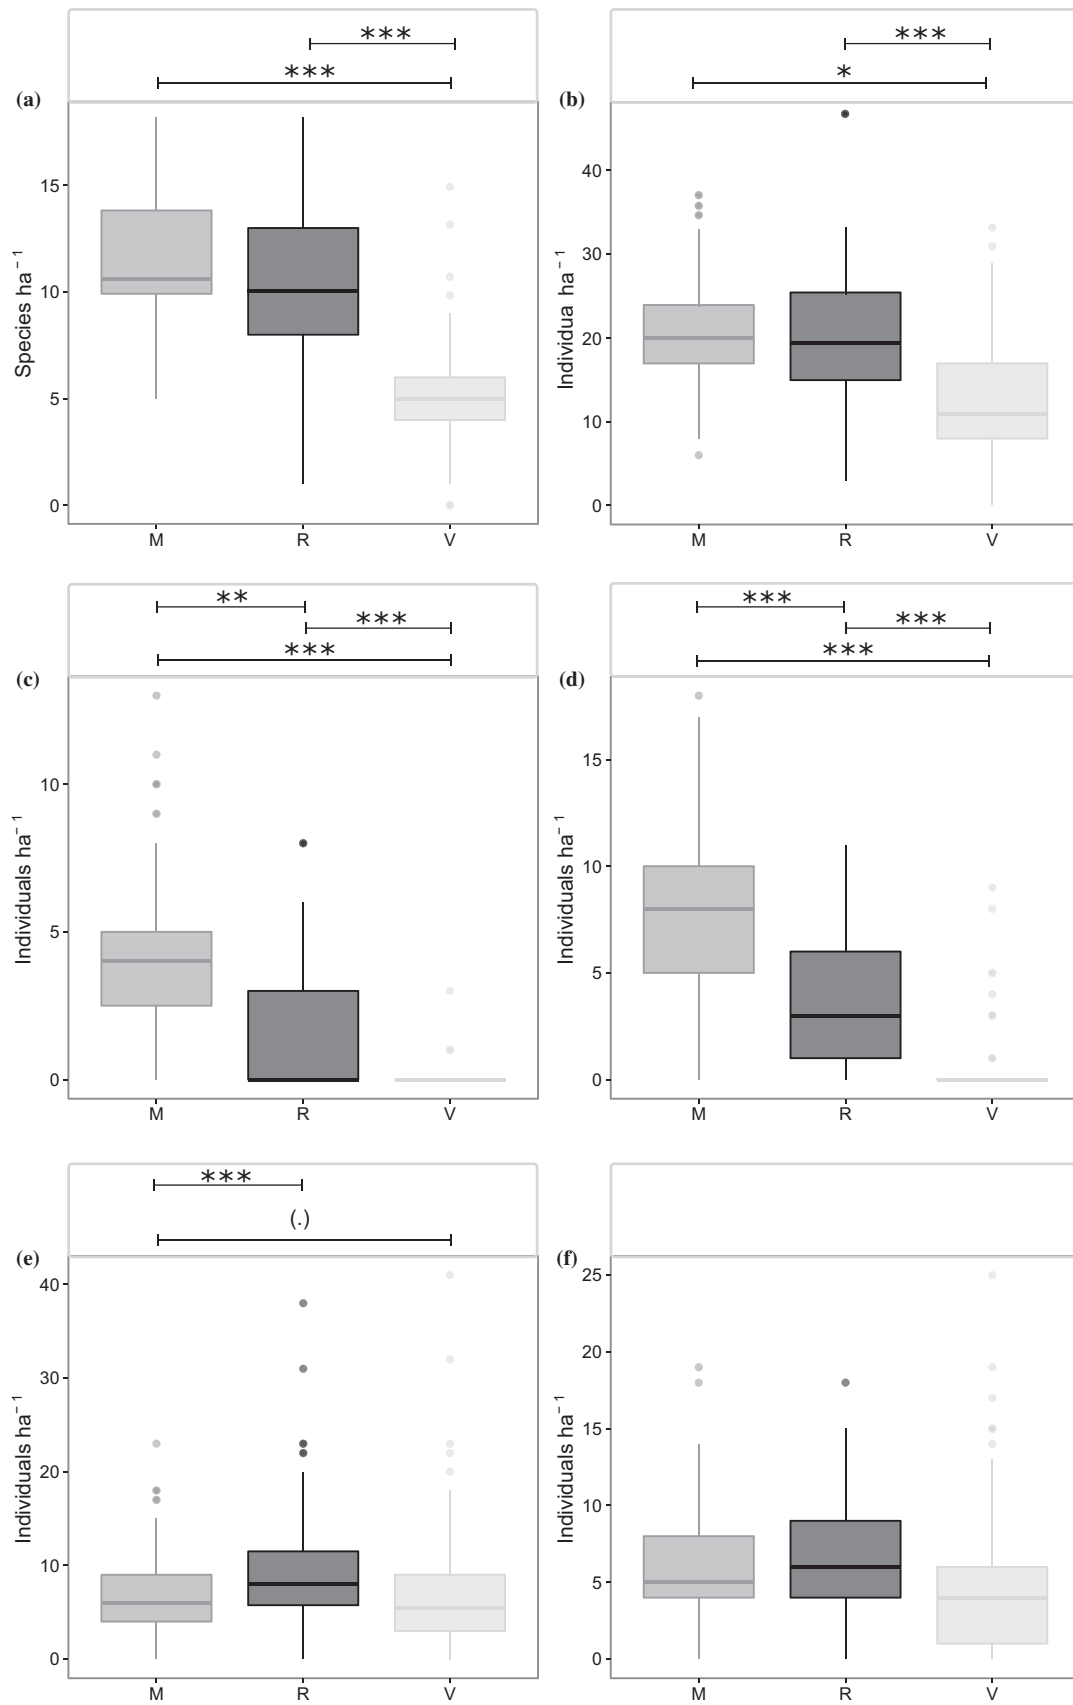 ***
***
(a)
Species ha⁻¹
15
10
5
0
M R V
***
*
(b)
Individua ha⁻¹
40
30
20
10
0
M R V
**
***
***
(c)
Individuals ha⁻¹
10
5
0
M R V
***
***
***
(d)
Individuals ha⁻¹
15
10
5
0
M R V
***
(.)
(e)
Individuals ha⁻¹
40
30
20
10
0
M R V
(f)
Individuals ha⁻¹
25
20
15
10
5
0
M R V